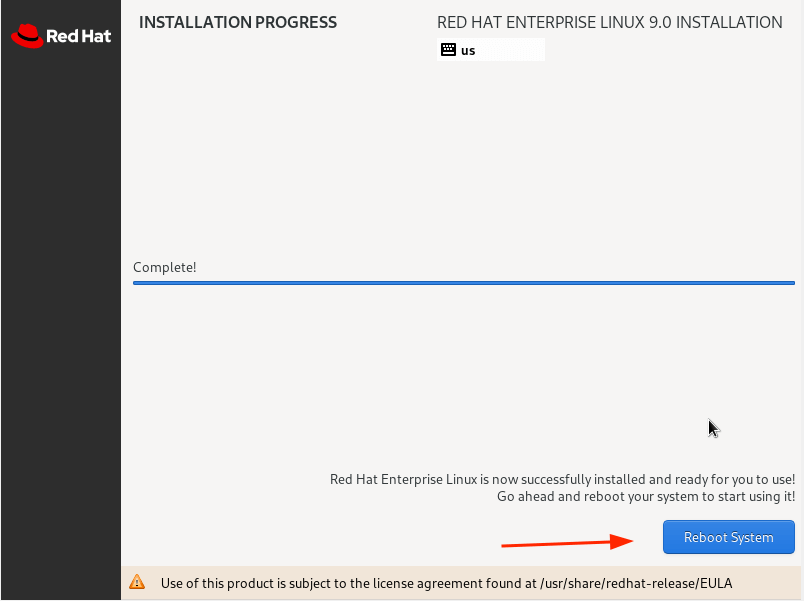 Red Hat
INSTALLATION PROGRESS
RED HAT ENTERPRISE LINUX 9.0 INSTALLATION
us
Complete!
Red Hat Enterprise Linux is now successfully installed and ready for you to use!
Go ahead and reboot your system to start using it!
Reboot System
Use of this product is subject to the license agreement found at /usr/share/redhat-release/EULA